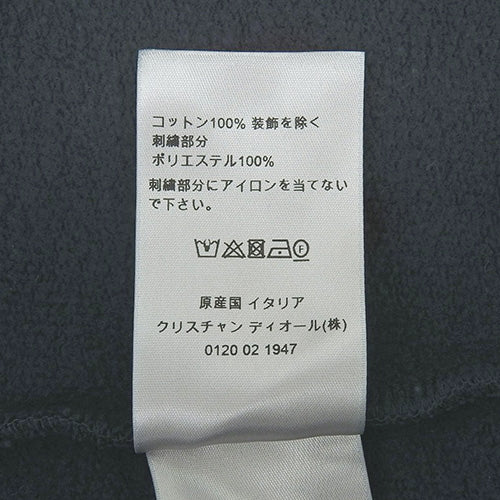 コットン100% 装飾を除く
刺繍部分
ポリエステル100%
刺繍部分にアイロンを当てない
で下さい。
原産国 イタリア
クリスチャン ディオール(株)
0120 02 1947